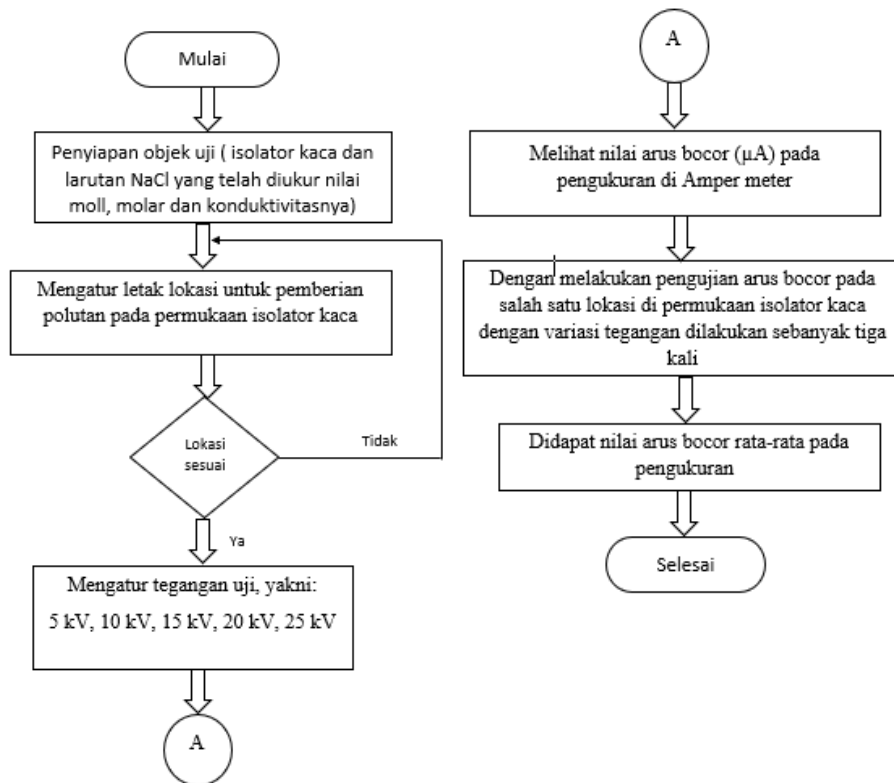 Mulai
Penyiapan objek uji ( isolator kaca dan
larutan NaCl yang telah diukur nilai
moll, molar dan konduktivitasnya)
Mengatur letak lokasi untuk pemberian
polutan pada permukaan isolator kaca
Lokasi
sesuai
Tidak
Ya
Mengatur tegangan uji, yakni:
5 kV, 10 kV, 15 kV, 20 kV, 25 kV
A
A
Melihat nilai arus bocor (µA) pada
pengukuran di Amper meter
Dengan melakukan pengujian arus bocor pada
salah satu lokasi di permukaan isolator kaca
dengan variasi tegangan dilakukan sebanyak tiga
kali
Didapat nilai arus bocor rata-rata pada
pengukuran
Selesai